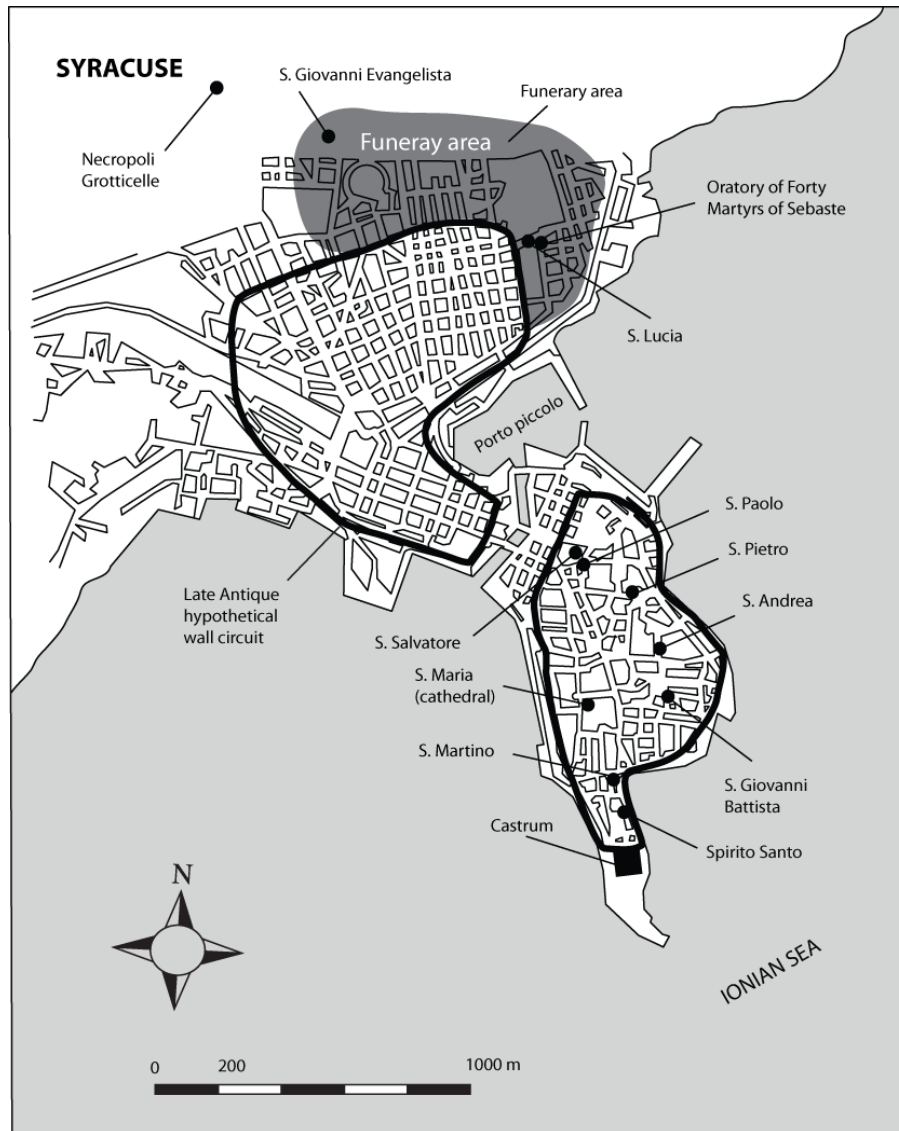 SYRACUSE
S. Giovanni Evangelista
Funerary area
Funeray area
Necropoli
Grotticelle
Oratory of Forty
Martyrs of Sebaste
S. Lucia
Porto piccolo
S. Paolo
S. Pietro
S. Andrea
Late Antique
hypothetical
wall circuit
S. Salvatore
S. Maria
(cathedral)
S. Martino
S. Giovanni
Battista
Castrum
Spirito Santo
N
IONIAN SEA
0 200 1000 m